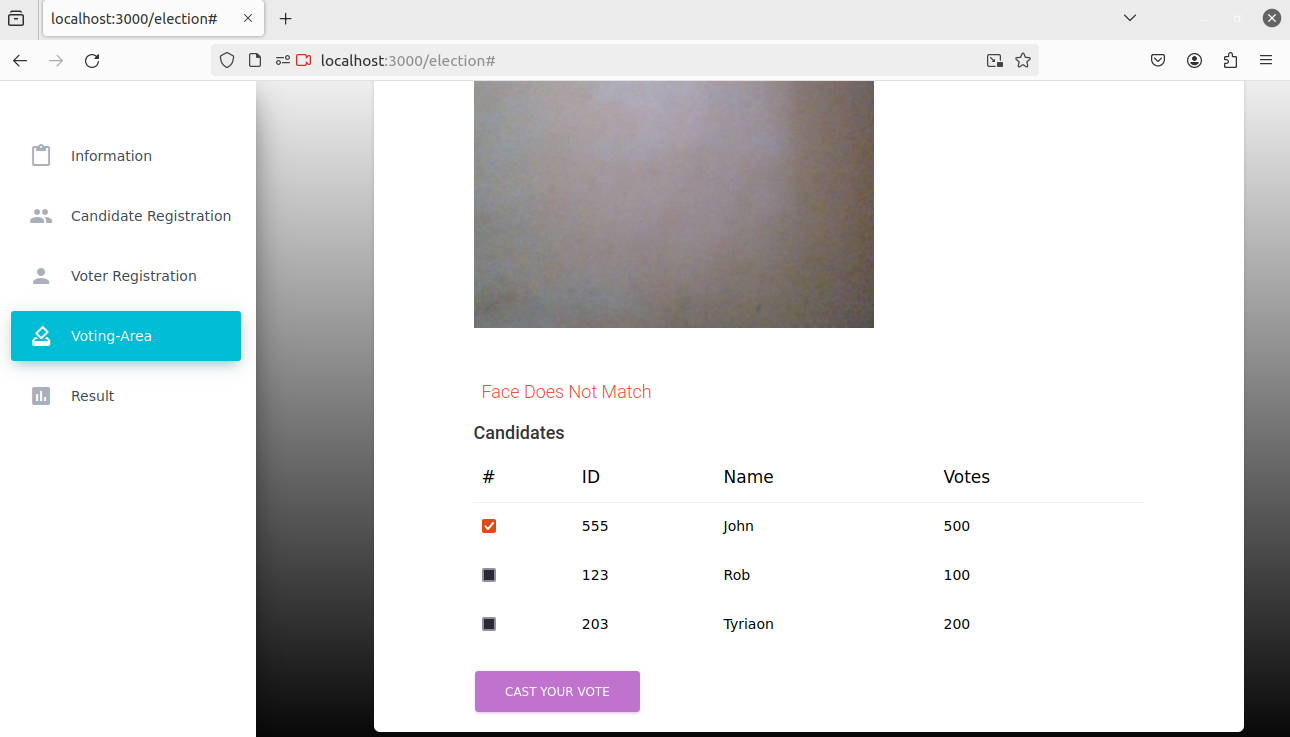 localhost:3000/election#
localhost:3000/election#
Information
Candidate Registration
Voter Registration
Voting-Area
Result
Face Does Not Match
Candidates
# ID Name Votes
555 John 500
123 Rob 100
203 Tyriaon 200
CAST YOUR VOTE